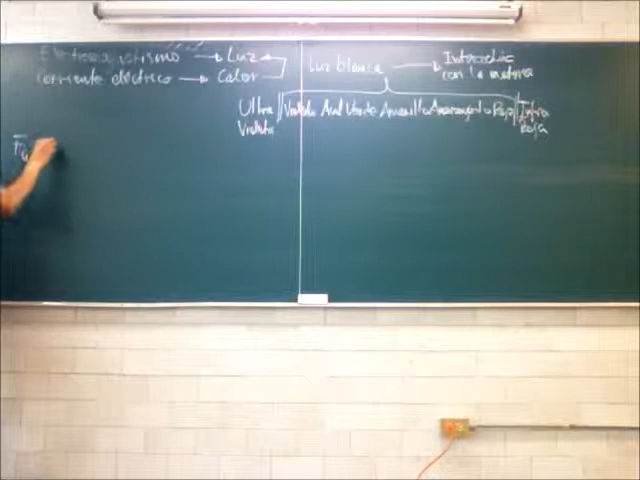 Electromagnetismo → Luz
corriente eléctrica → Calor
Luz blanca → Interacción
con la materia
Ultra Violeta Azul Verde Amarillo Anaranjado Rojo Infra
Violeta Roja